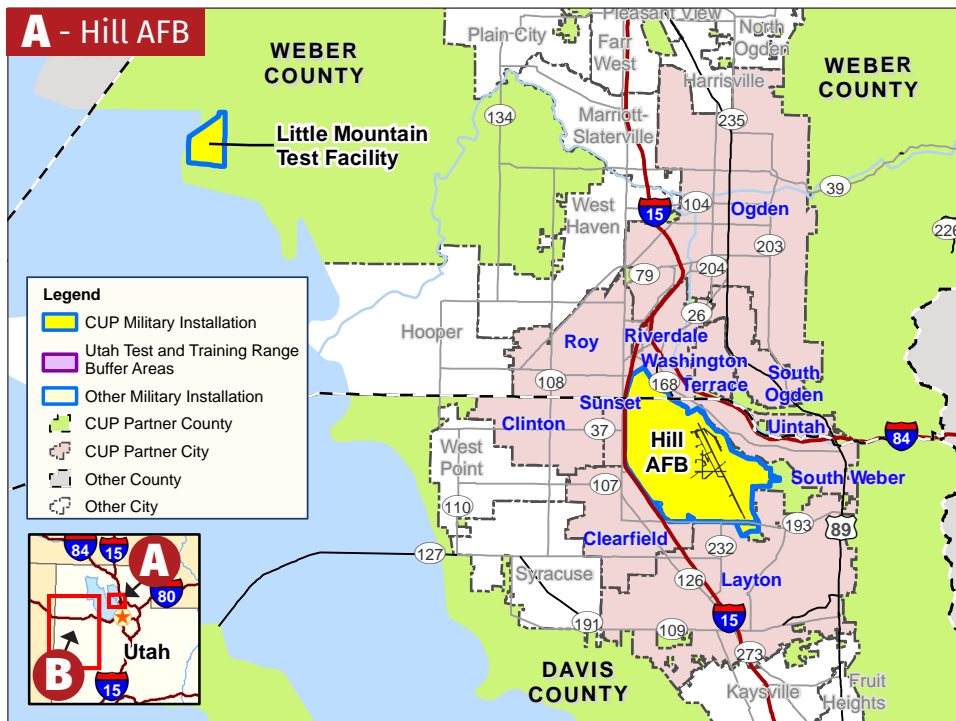 A - Hill AFB
Pleasant View
Plain City
Far
West
North
Ogden
WEBER
COUNTY
Harrisville
WEBER
COUNTY
134
Marriott-
Slaterville
235
Little Mountain
Test Facility
39
West
Haven
15
104
Ogden
226
203
79
204
26
Legend
CUP Military Installation
Utah Test and Training Range
Buffer Areas
Other Military Installation
CUP Partner County
CUP Partner City
Other County
Other City
Hooper
Roy
Riverdale
Washington
Terrace
168
South
Ogden
108
Sunset
Clinton
37
Uintah
84
West
Point
Hill
AFB
South Weber
107
110
193
89
Clearfield
232
127
Syracuse
126
Layton
191
109
15
273
DAVIS
COUNTY
Kaysville
Fruit
Heights
84
15
A
80
B
Utah
15